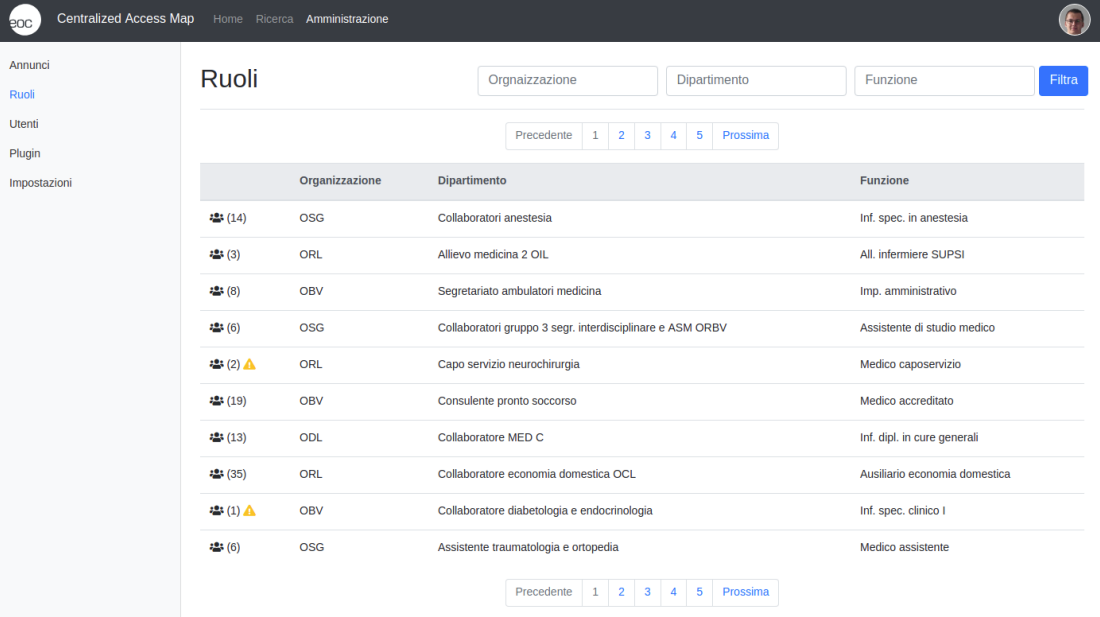 eoc Centralized Access Map Home Ricerca Amministrazione
Annunci
Ruoli
Utenti
Plugin
Impostazioni
Ruoli Orgnaizzazione Dipartimento Funzione Filtra
Precedente 1 2 3 4 5 Prossima
Organizzazione Dipartimento Funzione
(14) OSG Collaboratori anestesia Inf. spec. in anestesia
(3) ORL Allievo medicina 2 OIL All. infermiere SUPSI
(8) OBV Segretariato ambulatori medicina Imp. amministrativo
(6) OSG Collaboratori gruppo 3 segr. interdisciplinare e ASM ORBV Assistente di studio medico
(2) ORL Capo servizio neurochirurgia Medico caposervizio
(19) OBV Consulente pronto soccorso Medico accreditato
(13) ODL Collaboratore MED C Inf. dipl. in cure generali
(35) ORL Collaboratore economia domestica OCL Ausiliario economia domestica
(1) OBV Collaboratore diabetologia e endocrinologia Inf. spec. clinico I
(6) OSG Assistente traumatologia e ortopedia Medico assistente
Precedente 1 2 3 4 5 Prossima